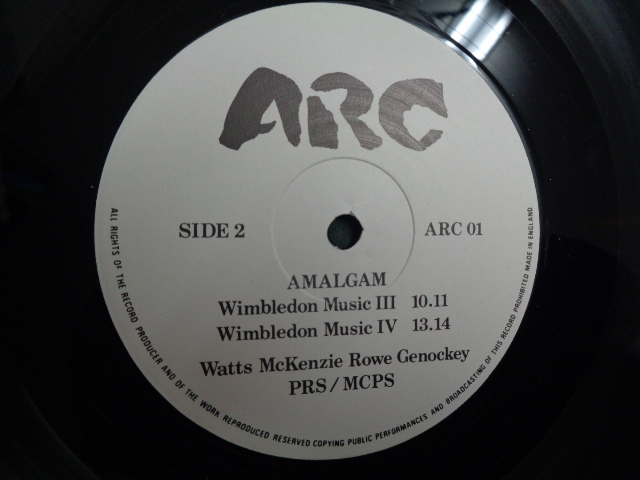 ARC
SIDE 2
ARC 01
AMALGAM
Wimbledon Music III 10.11
Wimbledon Music IV 13.14
Watts McKenzie Rowe Genockey
PRS / MCPS
ALL RIGHTS OF THE RECORD PRODUCER AND OF THE WORK REPRODUCED RESERVED COPYING PUBLIC PERFORMANCES AND BROADCASTING OF THIS RECORD PROHIBITED MADE IN ENGLAND